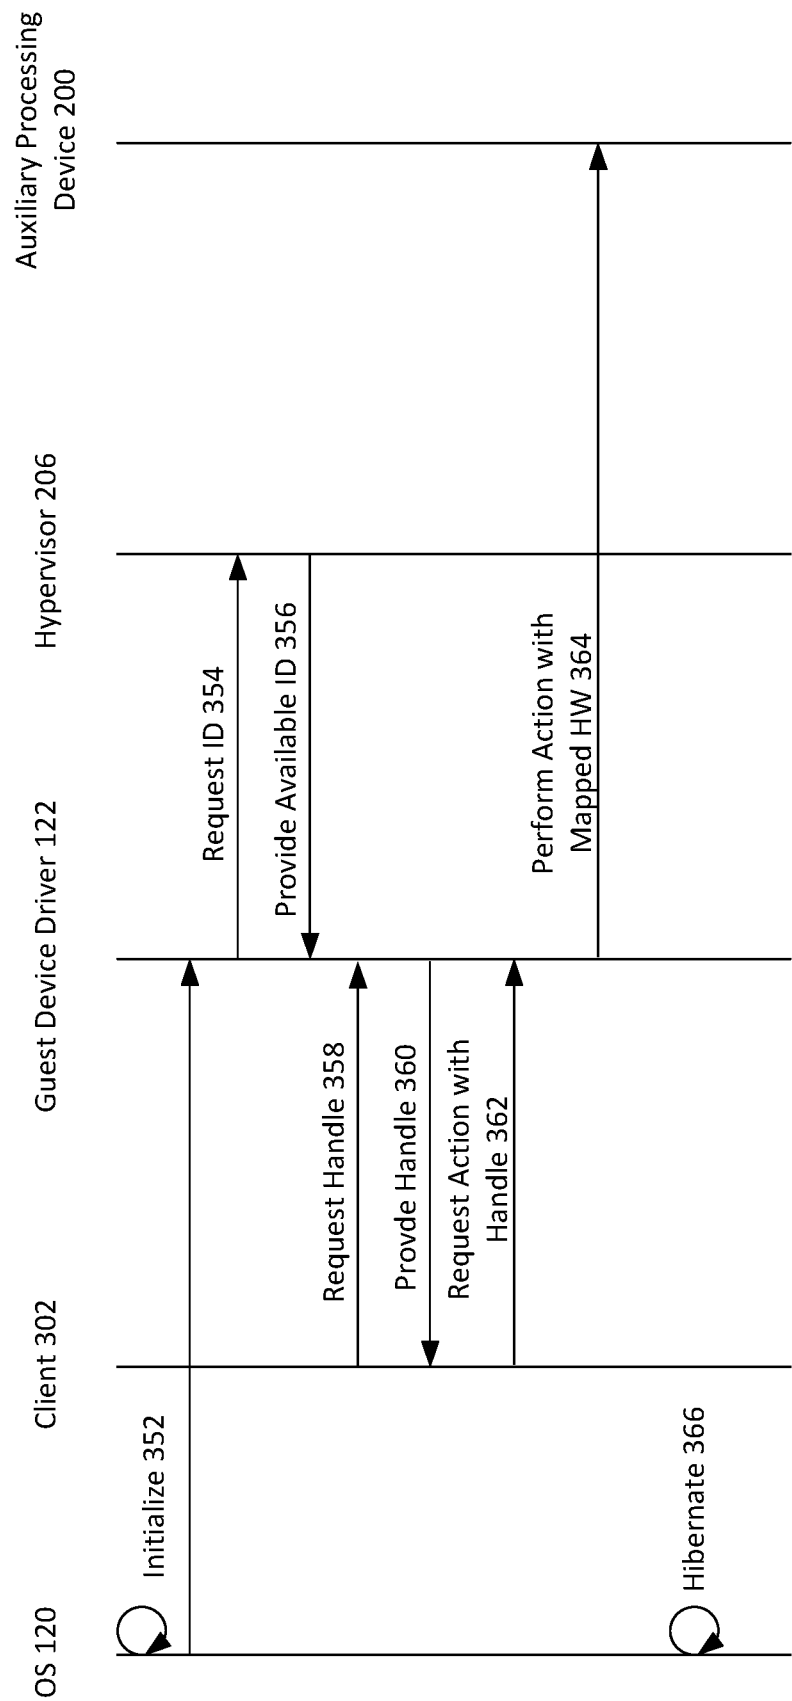 OS 120
Client 302
Guest Device Driver 122
Hypervisor 206
Auxiliary Processing
Device 200
Initialize 352
Request ID 354
Provide Available ID 356
Request Handle 358
Provde Handle 360
Request Action with
Handle 362
Perform Action with
Mapped HW 364
Hibernate 366